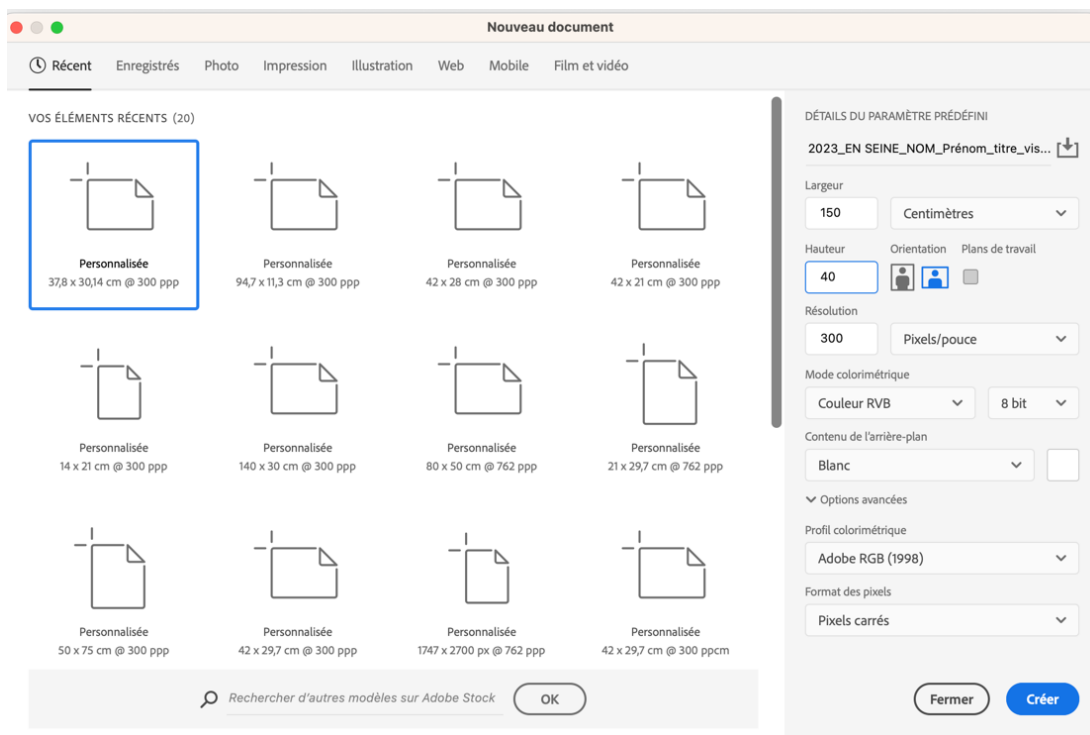 Nouveau document
Récent Enregistrés Photo Impression Illustration Web Mobile Film et vidéo
VOS ÉLÉMENTS RÉCENTS (20)
Personnalisée
37,8 x 30,14 cm @ 300 ppp
Personnalisée
94,7 x 11,3 cm @ 300 ppp
Personnalisée
42 x 28 cm @ 300 ppp
Personnalisée
42 x 21 cm @ 300 ppp
Personnalisée
14 x 21 cm @ 300 ppp
Personnalisée
140 x 30 cm @ 300 ppp
Personnalisée
80 x 50 cm @ 762 ppp
Personnalisée
21 x 29,7 cm @ 762 ppp
Personnalisée
50 x 75 cm @ 300 ppp
Personnalisée
42 x 29,7 cm @ 300 ppp
Personnalisée
1747 x 2700 px @ 762 ppp
Personnalisée
42 x 29,7 cm @ 300 ppcm
Rechercher d'autres modèles sur Adobe Stock OK
DÉTAILS DU PARAMÈTRE PRÉDÉFINI
2023_EN SEINE_NOM_Prénom_titre_vis...
Largeur
150 Centimètres
Hauteur Orientation Plans de travail
40
Résolution
300 Pixels/pouce
Mode colorimétrique
Couleur RVB 8 bit
Contenu de l'arrière-plan
Blanc
Options avancées
Profil colorimétrique
Adobe RGB (1998)
Format des pixels
Pixels carrés
Fermer Créer